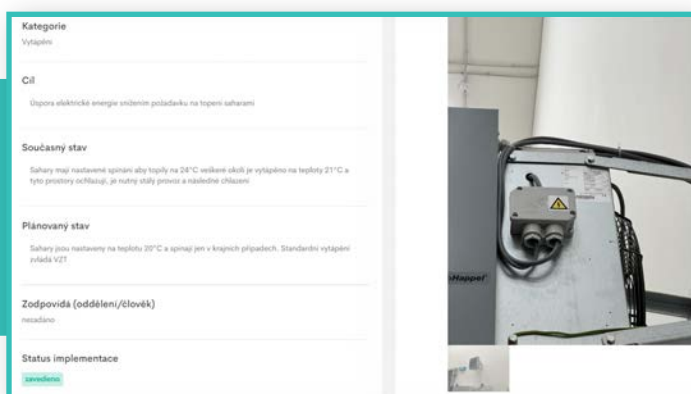 Kategorie
Vytápění
Cíl
Úspora elektrické energie snížením požadavku na topení saharami
Současný stav
Sahary mají nastavené spínání aby topily na 24°C veškeré okolí je vytápěno na teploty 21°C a
tyto prostory ochlazují, je nutný stálý provoz a následné chlazení
Plánovaný stav
Sahary jsou nastaveny na teplotu 20°C a spínají jen v krajních případech. Standardní vytápění
zvládá VZT
Zodpovídá (oddělení/člověk)
nezadáno
Status implementace
zavedeno
Happel